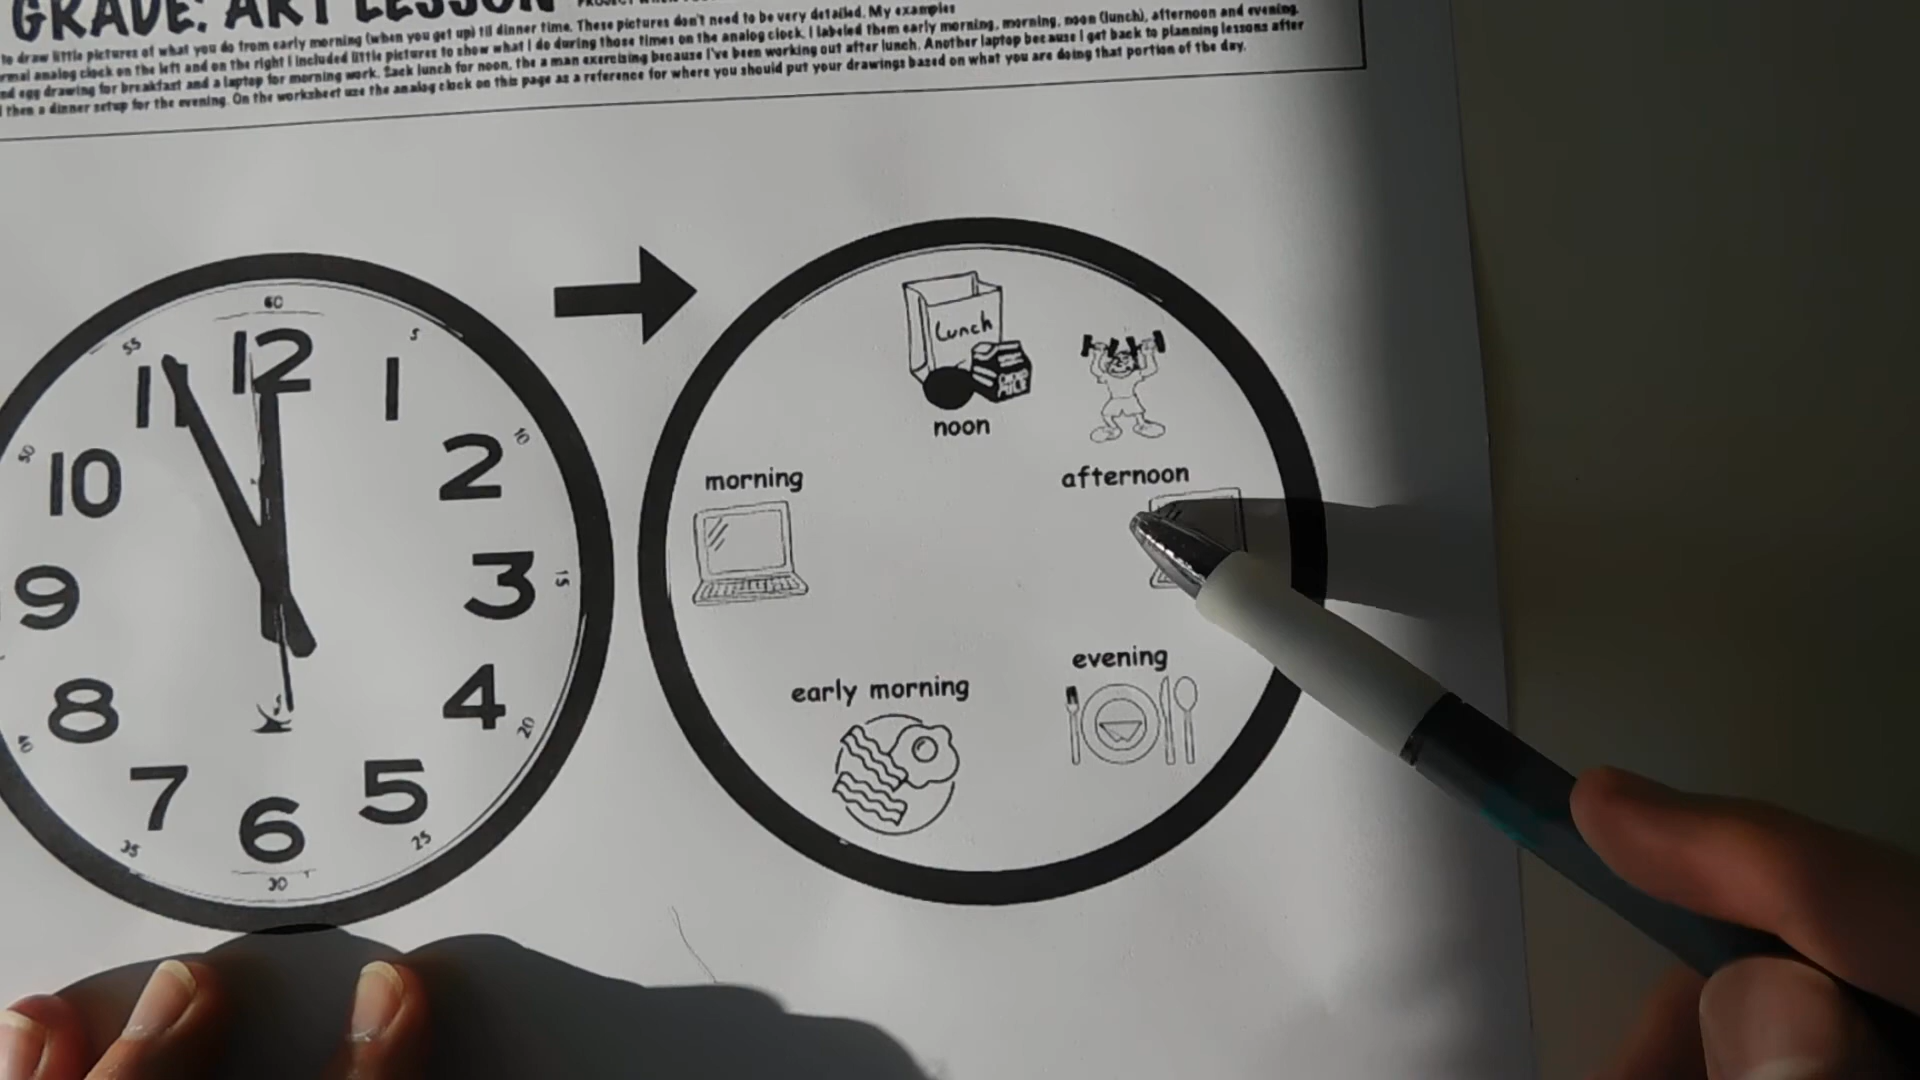 GRADE: ART LESSON
to draw little pictures of what you do from early morning (when you get up) til dinner time. These pictures don't need to be very detailed. My examples
analog clock on the left and on the right I included little pictures to show what I do during those times on the analog clock. I labeled them early morning, morning, noon (lunch), afternoon and evening.
egg drawing for breakfast and a laptop for morning work. Sack lunch for noon, the a man exercising because I've been working out after lunch. Another laptop because I get back to planning lessons after
then a dinner setup for the evening. On the worksheet use the analog clock on this page as a reference for where you should put your drawings based on what you are doing that portion of the day.
60
55
5
12
11
1
10
50
10
2
9
3
15
8
4
40
20
7
5
6
35
25
30
Lunch
MILK
noon
morning
afternoon
early morning
evening